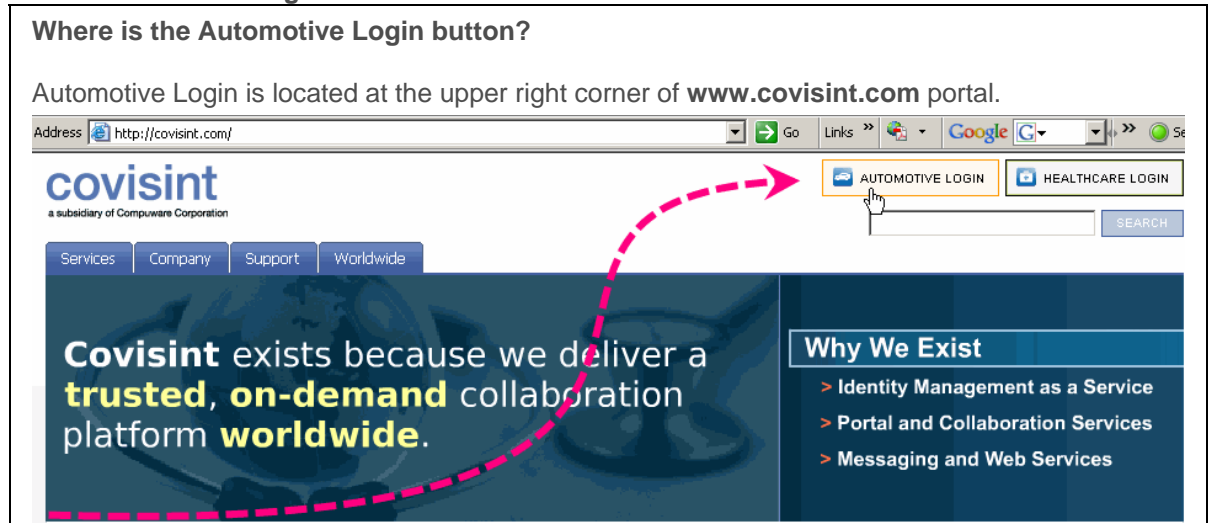 Where is the Automotive Login button?
Automotive Login is located at the upper right corner of www.covisint.com portal.
Address http://covisint.com/ Go Links » Google G »
covisint AUTOMOTIVE LOGIN HEALTHCARE LOGIN
a subsidiary of Compuware Corporation
SEARCH
Services Company Support Worldwide
Covisint exists because we deliver a
trusted, on-demand collaboration
platform worldwide.
Why We Exist
> Identity Management as a Service
> Portal and Collaboration Services
> Messaging and Web Services